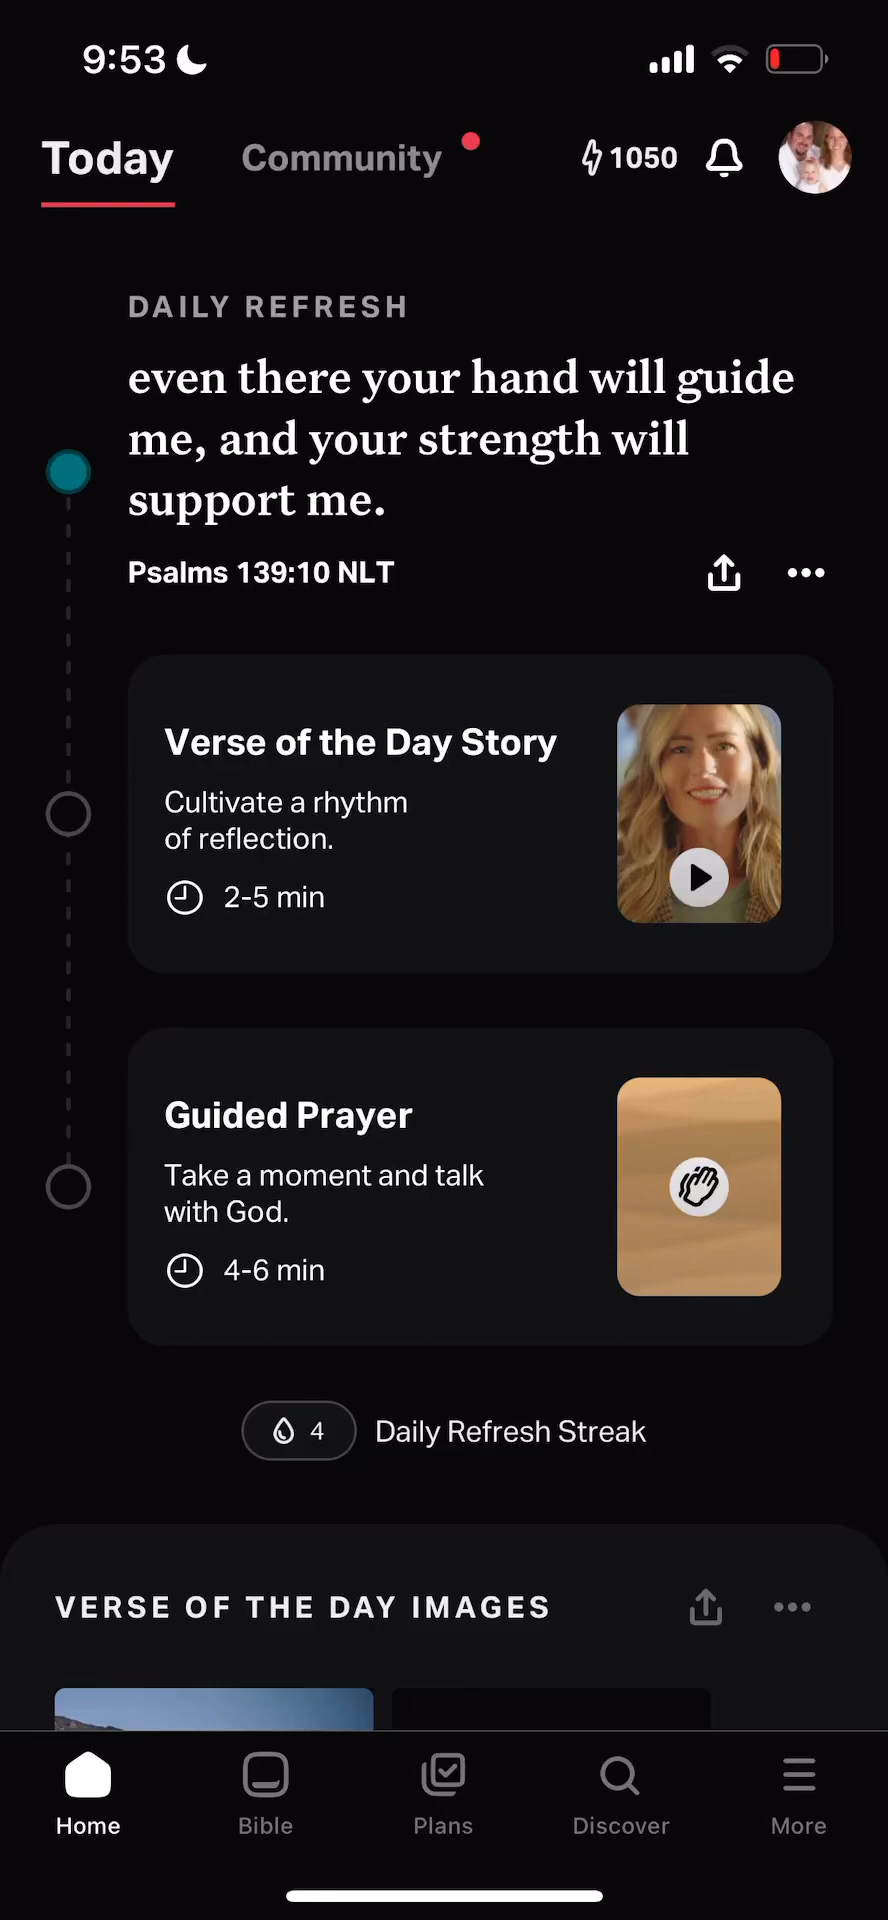 9:53
Today
Community
1050
DAILY REFRESH
even there your hand will guide
me, and your strength will
support me.
Psalms 139:10 NLT
Verse of the Day Story
Cultivate a rhythm
of reflection.
2-5 min
Guided Prayer
Take a moment and talk
with God.
4-6 min
4
Daily Refresh Streak
VERSE OF THE DAY IMAGES
Home
Bible
Plans
Discover
More